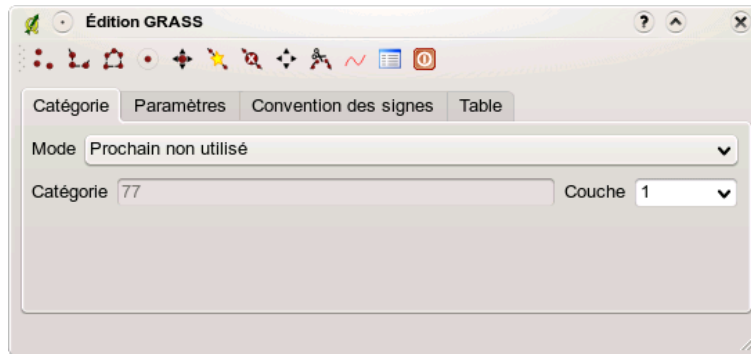 Édition GRASS
Catégorie Paramètres Convention des signes Table
Mode Prochain non utilisé
Catégorie 77 Couche 1